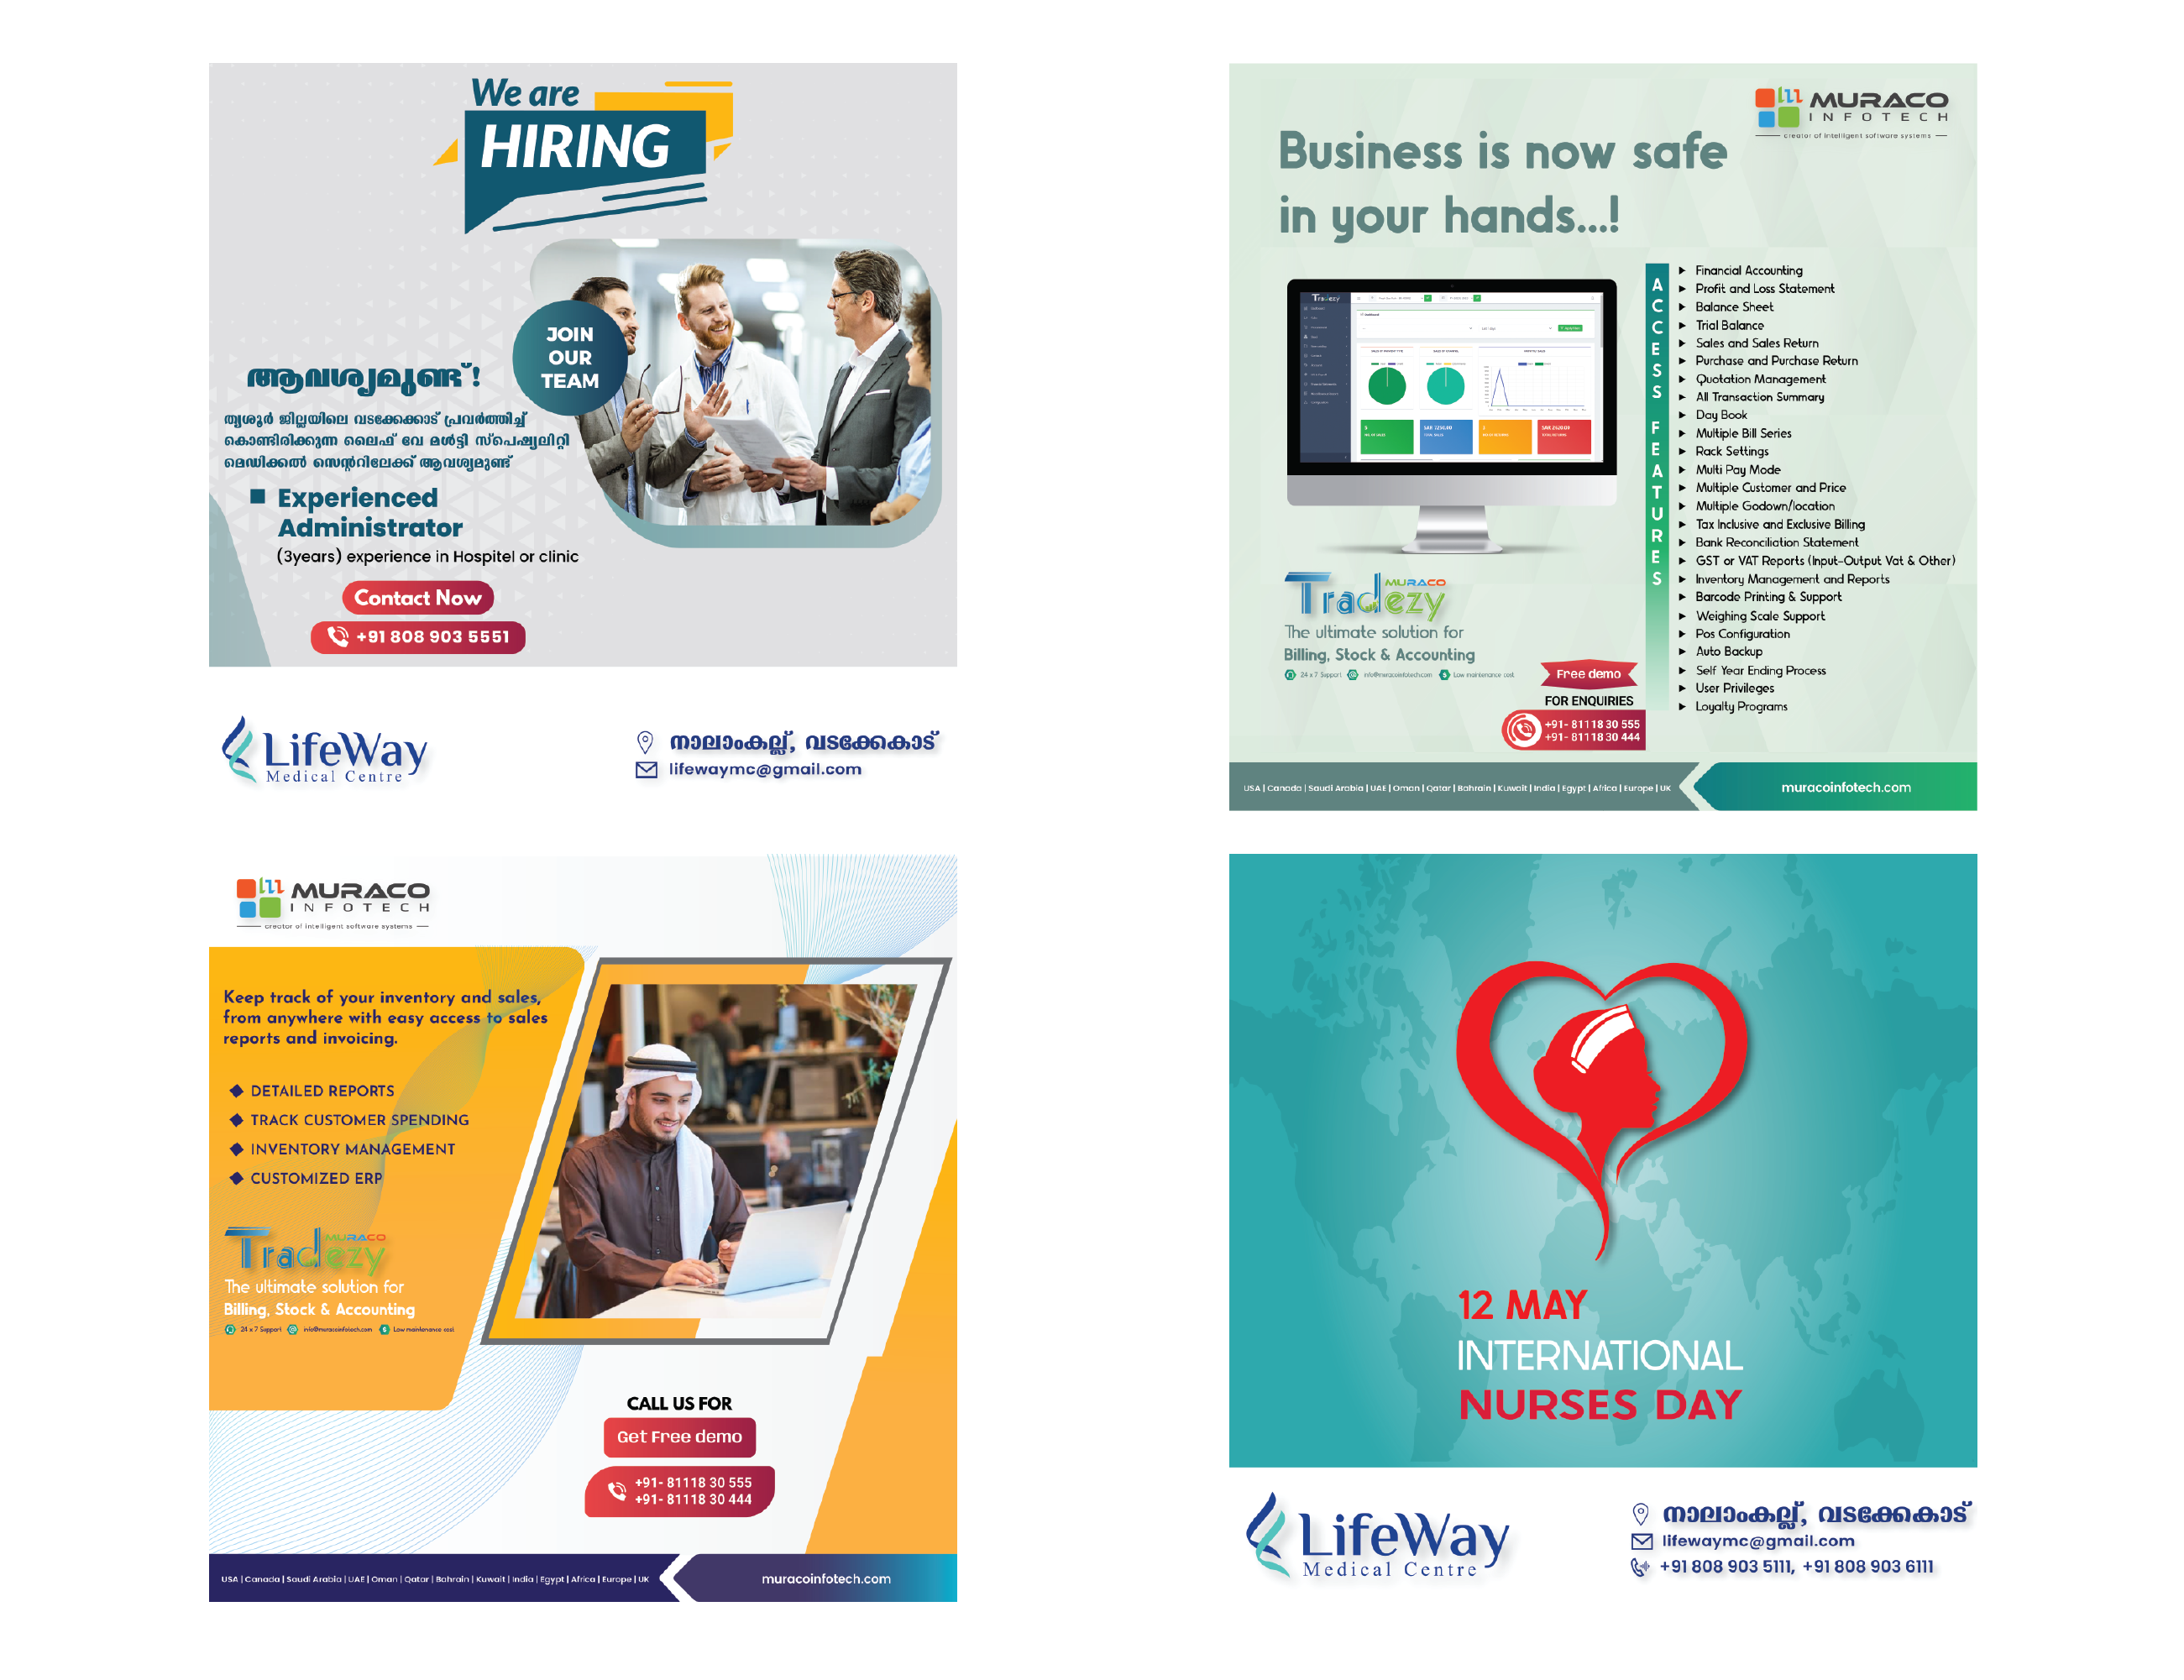 We are
HIRING
JOIN
OUR
TEAM
ആവശ്യമുണ്ട്!
തൃശൂർ ജില്ലയിലെ വടക്കേക്കാട് പ്രവർത്തിച്ച്
കൊണ്ടിരിക്കുന്ന ലൈഫ് വേ മൾട്ടി സ്പെഷ്യലിറ്റി
മെഡിക്കൽ സെന്ററിലേക്ക് ആവശ്യമുണ്ട്
Experienced
Administrator
(3years) experience in Hospitel or clinic
Contact Now
+91 808 903 5551
LifeWay
Medical Centre
നാലാംകല്ല്, വടക്കേകാട്
lifewaymc@gmail.com
MURACO
INFOTECH
creator of intelligent software systems
Business is now safe
in your hands...!
Tradezy
ACCESS FEATURES
Financial Accounting
Profit and Loss Statement
Balance Sheet
Trial Balance
Sales and Sales Return
Purchase and Purchase Return
Quotation Management
All Transaction Summary
Day Book
Multiple Bill Series
Rack Settings
Multi Pay Mode
Multiple Customer and Price
Multiple Godown/location
Tax Inclusive and Exclusive Billing
Bank Reconciliation Statement
GST or VAT Reports (Input-Output Vat & Other)
Inventory Management and Reports
Barcode Printing & Support
Weighing Scale Support
Pos Configuration
Auto Backup
Self Year Ending Process
User Privileges
Loyalty Programs
MURACO
Tradezy
The ultimate solution for
Billing, Stock & Accounting
24 x 7 Support info@muracoinfotech.com Low maintenance cost
Free demo
FOR ENQUIRIES
+91- 81118 30 555
+91- 81118 30 444
USA | Canada | Saudi Arabia | UAE | Oman | Qatar | Bahrain | Kuwait | India | Egypt | Africa | Europe | UK
muracoinfotech.com
MURACO
INFOTECH
creator of intelligent software systems
Keep track of your inventory and sales,
from anywhere with easy access to sales
reports and invoicing.
DETAILED REPORTS
TRACK CUSTOMER SPENDING
INVENTORY MANAGEMENT
CUSTOMIZED ERP
MURACO
Tradezy
The ultimate solution for
Billing, Stock & Accounting
24 x 7 Support info@muracoinfotech.com Low maintenance cost
CALL US FOR
Get Free demo
+91- 81118 30 555
+91- 81118 30 444
USA | Canada | Saudi Arabia | UAE | Oman | Qatar | Bahrain | Kuwait | India | Egypt | Africa | Europe | UK
muracoinfotech.com
12 MAY
INTERNATIONAL
NURSES DAY
LifeWay
Medical Centre
നാലാംകല്ല്, വടക്കേകാട്
lifewaymc@gmail.com
+91 808 903 5111, +91 808 903 6111